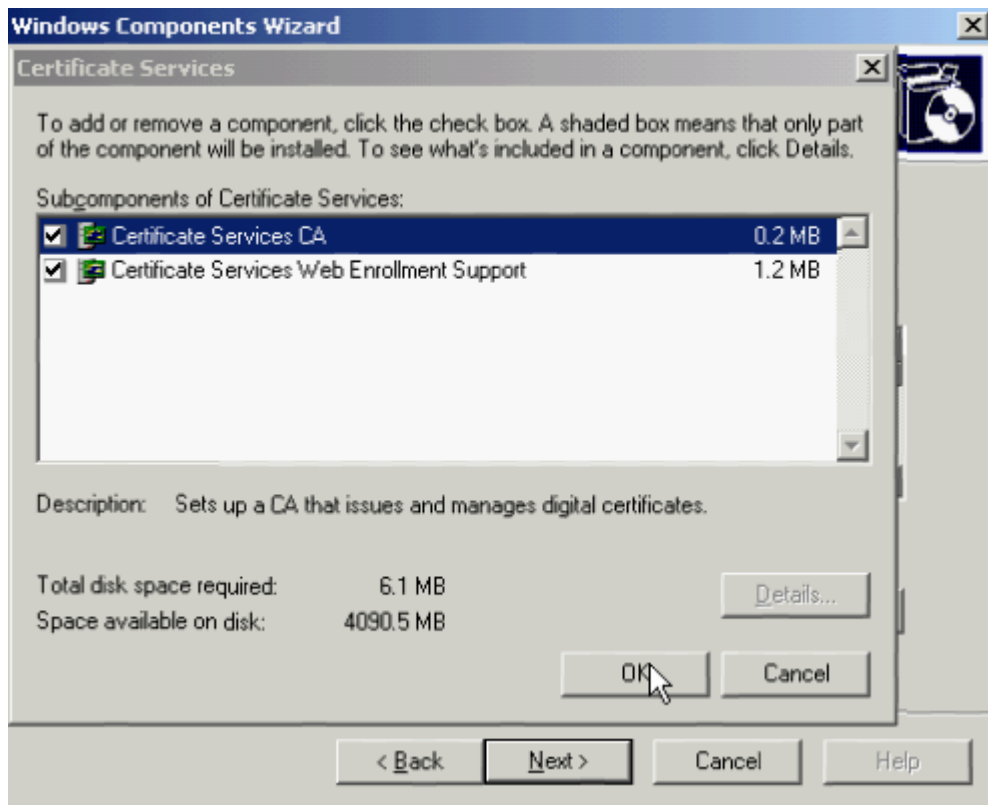 Windows Components Wizard
Certificate Services
To add or remove a component, click the check box. A shaded box means that only part
of the component will be installed. To see what's included in a component, click Details.
Subcomponents of Certificate Services:
Certificate Services CA 0.2 MB
Certificate Services Web Enrollment Support 1.2 MB
Description: Sets up a CA that issues and manages digital certificates.
Total disk space required: 6.1 MB
Details...
Space available on disk: 4090.5 MB
OK Cancel
< Back Next > Cancel Help